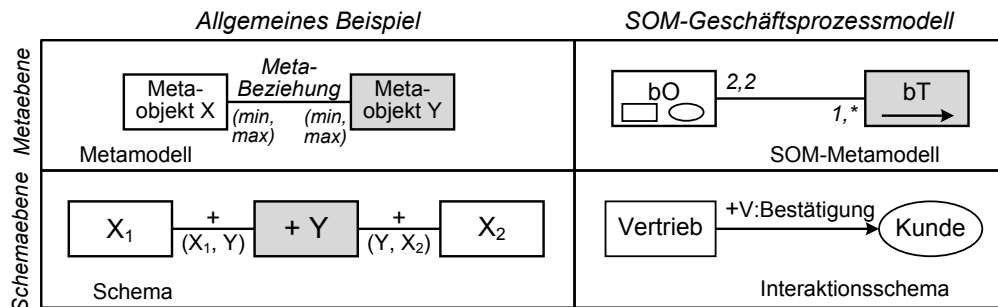 Allgemeines Beispiel
SOM-Geschäftsprozessmodell
Metaebene
Meta-
objekt X
Meta-
Beziehung
(min,
max)
(min,
max)
Meta-
objekt Y
Metamodell
bO
2,2
1,*
bT
SOM-Metamodell
Schemaebene
X1
+
(X1, Y)
+ Y
+
(Y, X2)
X2
Schema
Vertrieb
+V:Bestätigung
Kunde
Interaktionsschema